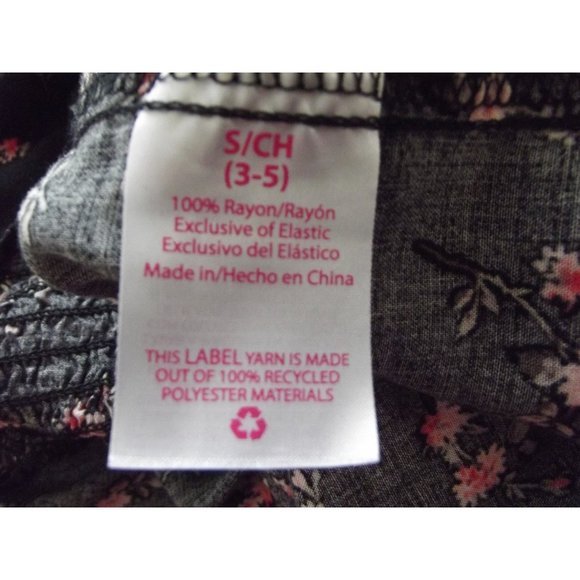 S/CH
(3-5)
100% Rayon/Rayón
Exclusive of Elastic
Exclusivo del Elástico
Made in/Hecho en China
THIS LABEL YARN IS MADE
OUT OF 100% RECYCLED
POLYESTER MATERIALS